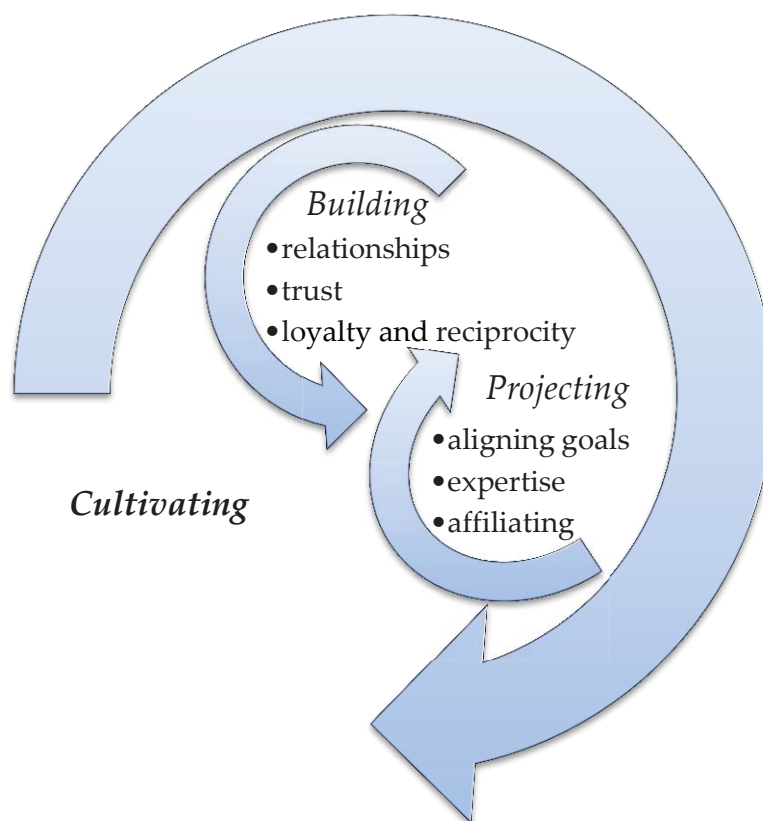 Building
•relationships
•trust
•loyalty and reciprocity
Projecting
•aligning goals
•expertise
•affiliating
Cultivating